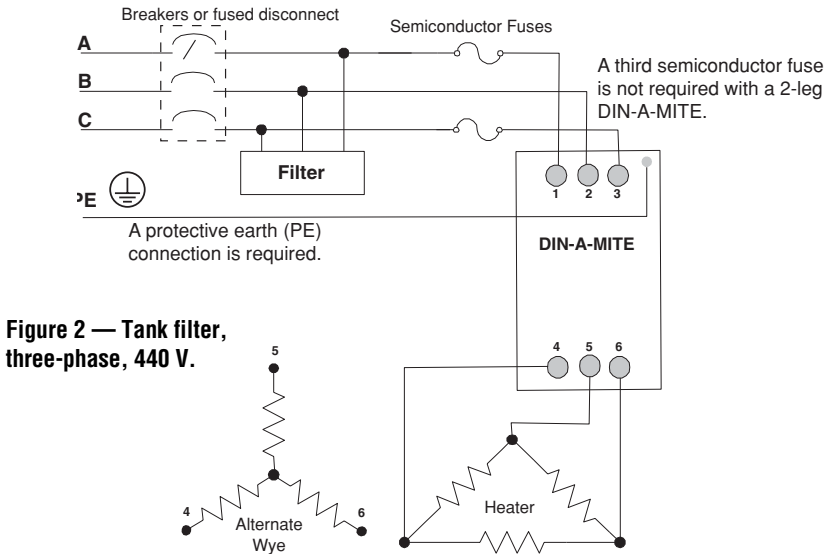 Breakers or fused disconnect
Semiconductor Fuses
A
A third semiconductor fuse
is not required with a 2-leg
DIN-A-MITE.
B
C
Filter
1 2 3
PE
A protective earth (PE)
connection is required.
DIN-A-MITE
Figure 2 — Tank filter,
three-phase, 440 V.
4 5 6
5
4
6
Alternate
Wye
Heater